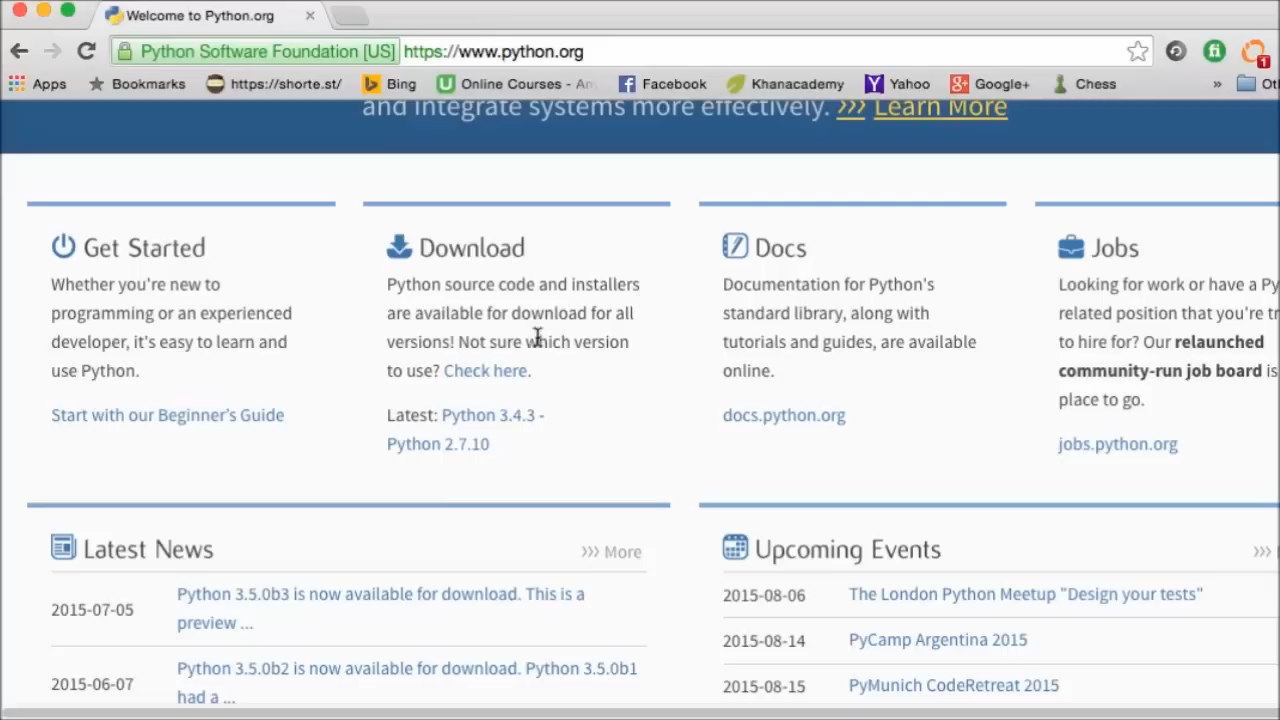 Welcome to Python.org
Python Software Foundation [US] https://www.python.org
Apps Bookmarks https://shorte.st/ Bing Online Courses - Facebook Khanacademy Yahoo Google+ Chess
and integrate systems more effectively. >>> Learn More
Get Started
Whether you're new to
programming or an experienced
developer, it's easy to learn and
use Python.
Start with our Beginner's Guide
Download
Python source code and installers
are available for download for all
versions! Not sure which version
to use? Check here.
Latest: Python 3.4.3 -
Python 2.7.10
Docs
Documentation for Python's
standard library, along with
tutorials and guides, are available
online.
docs.python.org
Jobs
Looking for work or have a Py
related position that you're tr
to hire for? Our relaunched
community-run job board is
place to go.
jobs.python.org
Latest News
>>> More
2015-07-05 Python 3.5.0b3 is now available for download. This is a
preview ...
2015-06-07 Python 3.5.0b2 is now available for download. Python 3.5.0b1
had a ...
Upcoming Events
>>>
2015-08-06 The London Python Meetup "Design your tests"
2015-08-14 PyCamp Argentina 2015
2015-08-15 PyMunich CodeRetreat 2015